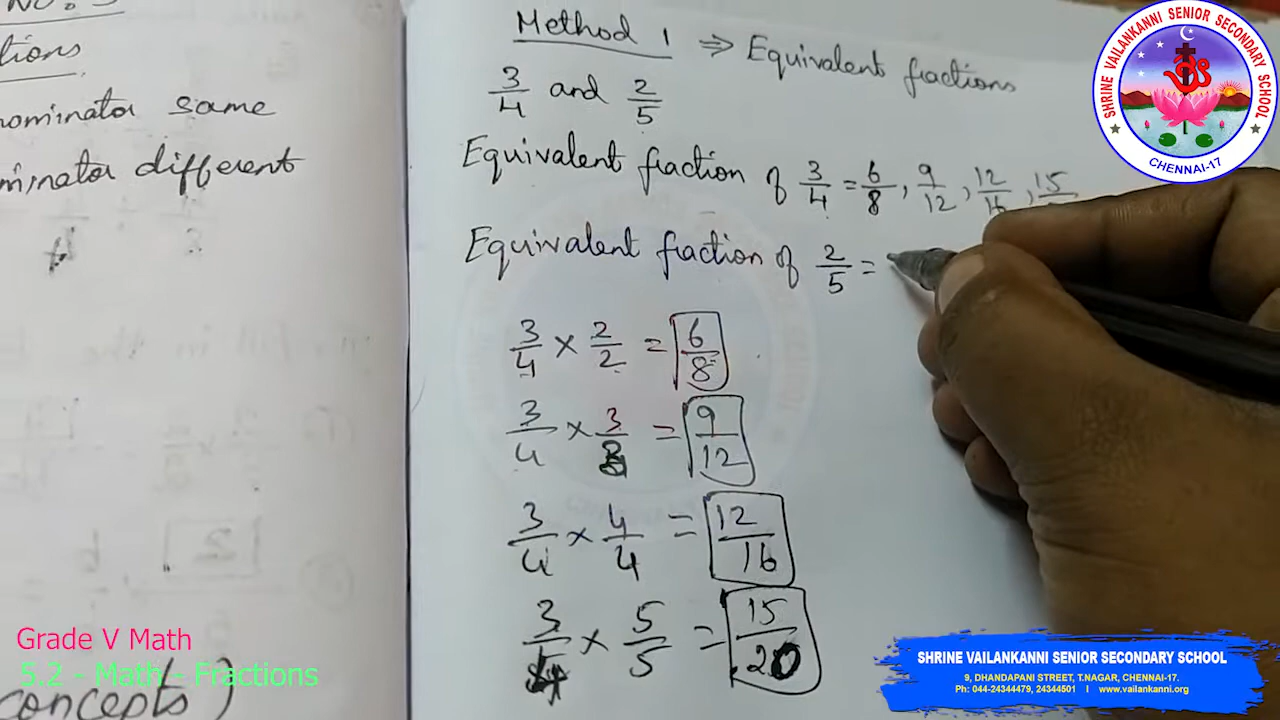 tions
nominator same
minator different
concepts)
Method 1 ⇒ Equivalent fractions
3/4 and 2/5
Equivalent fraction of 3/4 = 6/8, 9/12, 12/16, 15
Equivalent fraction of 2/5 =
3/4 × 2/2 = 6/8
3/4 × 3/3 = 9/12
3/4 × 4/4 = 12/16
3/4 × 5/5 = 15/20
SHRINE VAILANKANNI SENIOR SECONDARY SCHOOL
CHENNAI-17
Grade V Math
5.2 - Math - Fractions
SHRINE VAILANKANNI SENIOR SECONDARY SCHOOL
9, DHANDAPANI STREET, T.NAGAR, CHENNAI-17.
Ph: 044-24344479, 24344501 I www.vailankanni.org